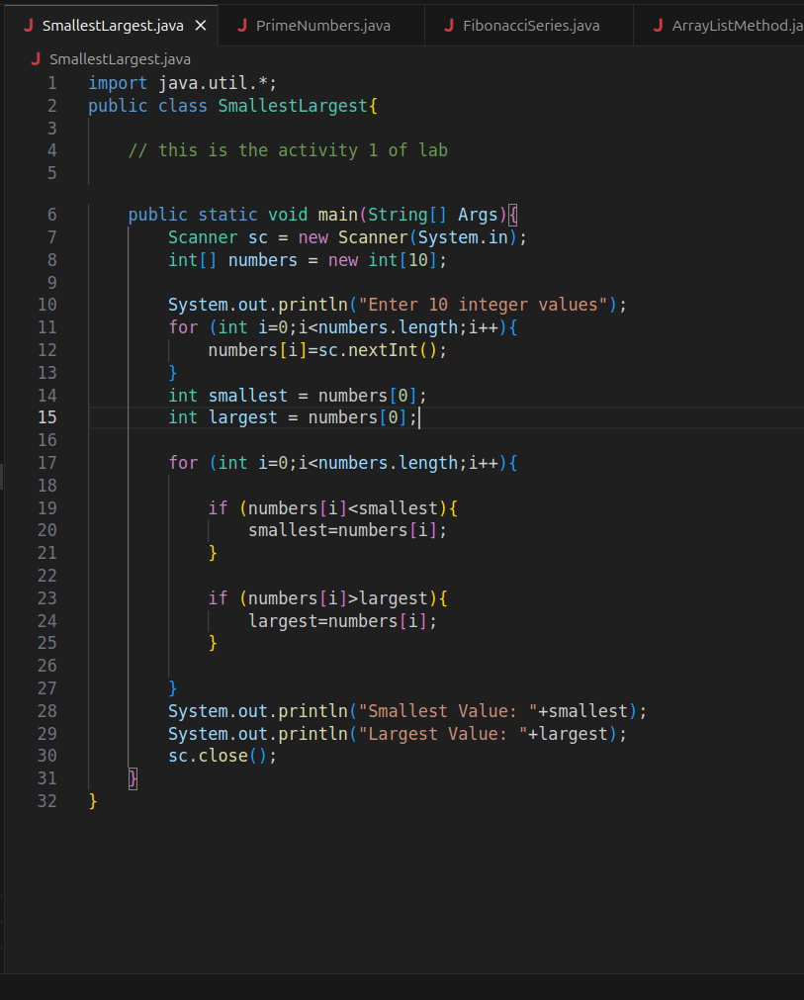 SmallestLargest.java × PrimeNumbers.java FibonacciSeries.java ArrayListMethod.ja
SmallestLargest.java
1 import java.util.*;
2 public class SmallestLargest{
3
4     // this is the activity 1 of lab
5
6     public static void main(String[] Args){
7         Scanner sc = new Scanner(System.in);
8         int[] numbers = new int[10];
9
10         System.out.println("Enter 10 integer values");
11         for (int i=0;i<numbers.length;i++){
12             numbers[i]=sc.nextInt();
13         }
14         int smallest = numbers[0];
15         int largest = numbers[0];
16
17         for (int i=0;i<numbers.length;i++){
18
19             if (numbers[i]<smallest){
20                 smallest=numbers[i];
21             }
22
23             if (numbers[i]>largest){
24                 largest=numbers[i];
25             }
26
27         }
28         System.out.println("Smallest Value: "+smallest);
29         System.out.println("Largest Value: "+largest);
30         sc.close();
31     }
32 }